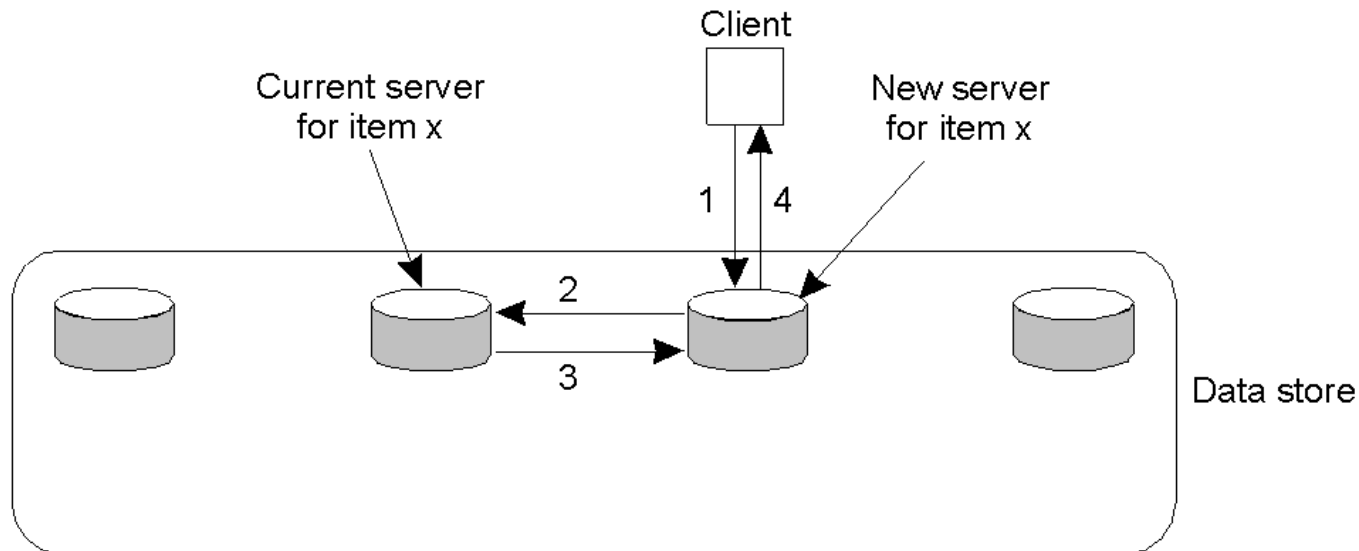 Client
Current server
for item x
New server
for item x
1
4
2
3
Data store